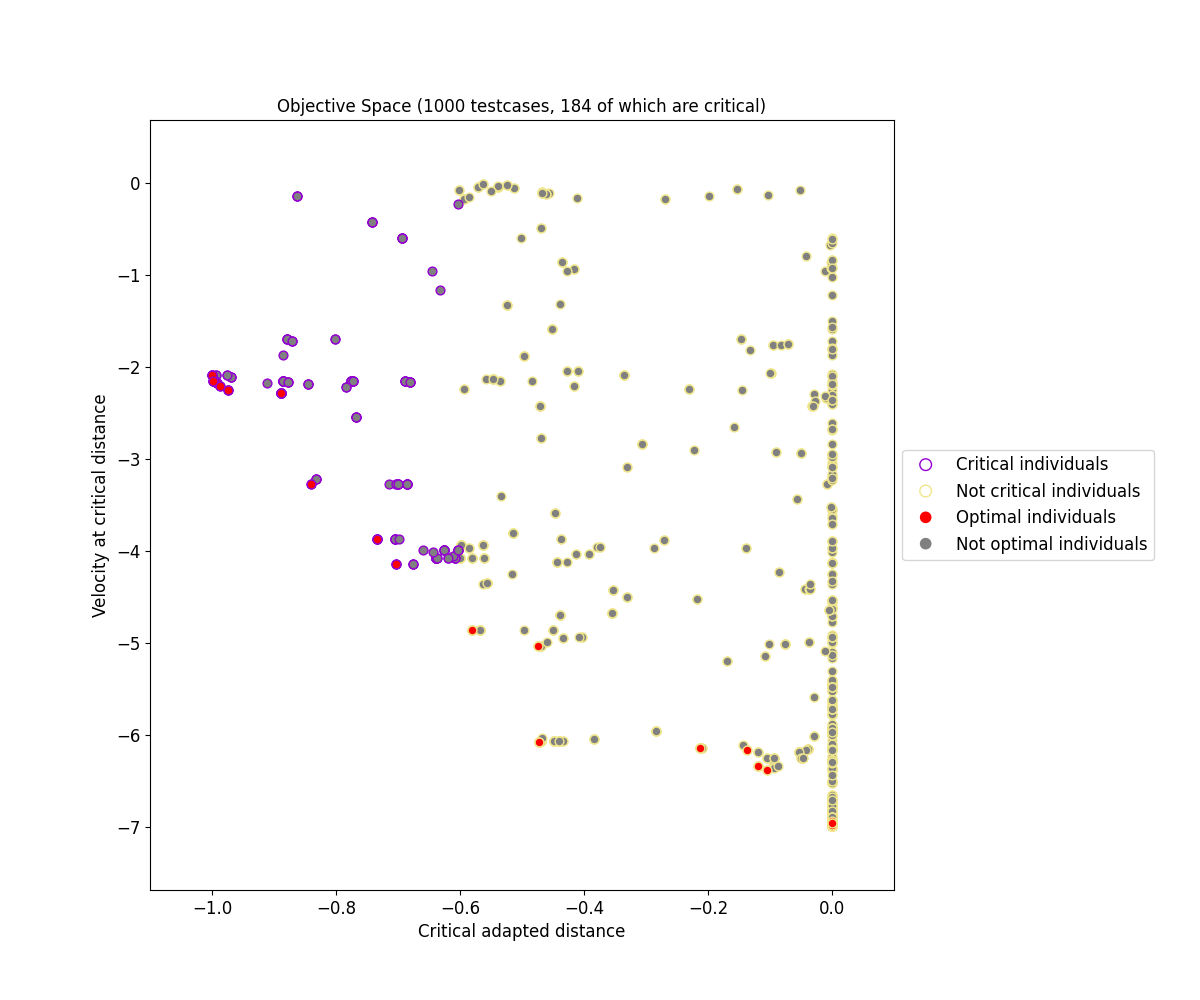 Objective Space (1000 testcases, 184 of which are critical)
0
−1
−2
−3
−4
−5
−6
−7
Velocity at critical distance
−1.0
−0.8
−0.6
−0.4
−0.2
0.0
Critical adapted distance
Critical individuals
Not critical individuals
Optimal individuals
Not optimal individuals